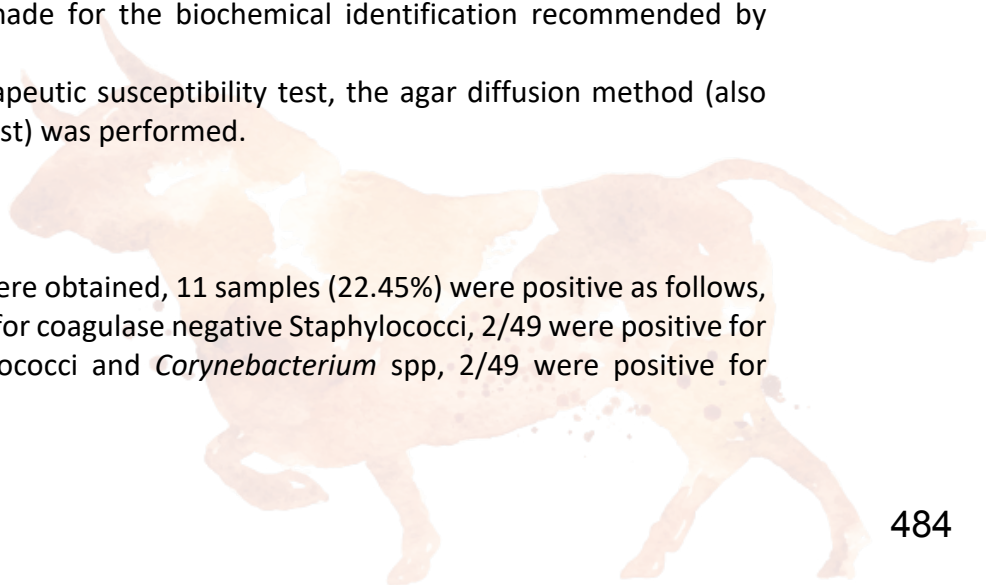 made for the biochemical identification recommended by
apeutic susceptibility test, the agar diffusion method (also
st) was performed.
ere obtained, 11 samples (22.45%) were positive as follows,
for coagulase negative Staphylococci, 2/49 were positive for
ococci and Corynebacterium spp, 2/49 were positive for
484